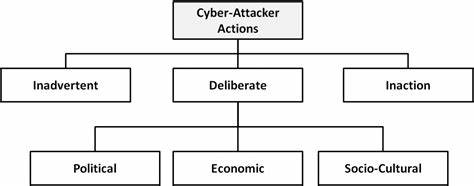 Cyber-Attacker
Actions
Inadvertent
Deliberate
Inaction
Political
Economic
Socio-Cultural